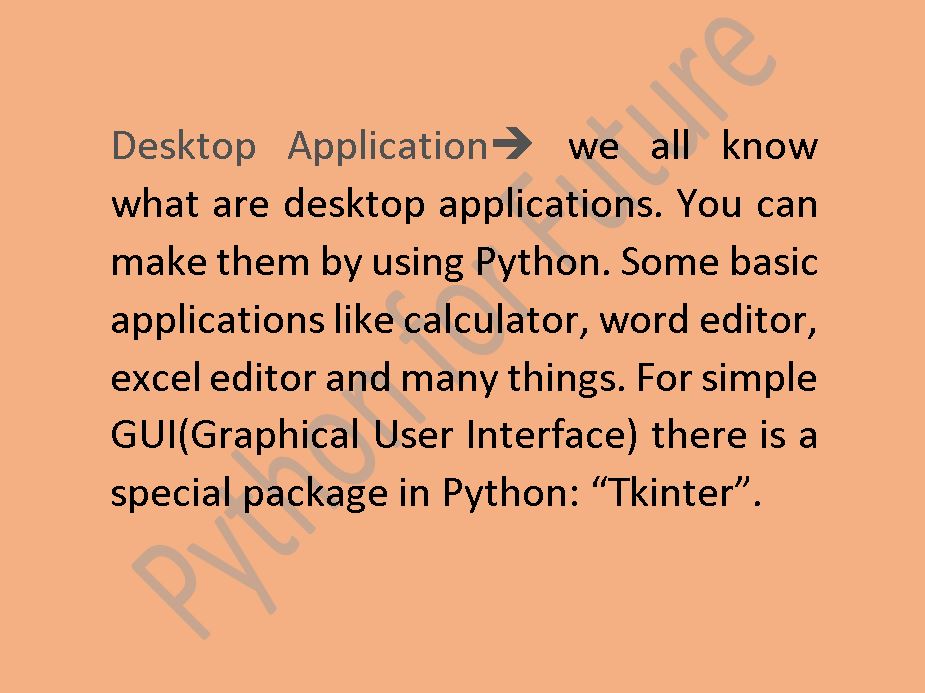 Desktop Application➔ we all know
what are desktop applications. You can
make them by using Python. Some basic
applications like calculator, word editor,
excel editor and many things. For simple
GUI(Graphical User Interface) there is a
special package in Python: “Tkinter”.
Python for Future